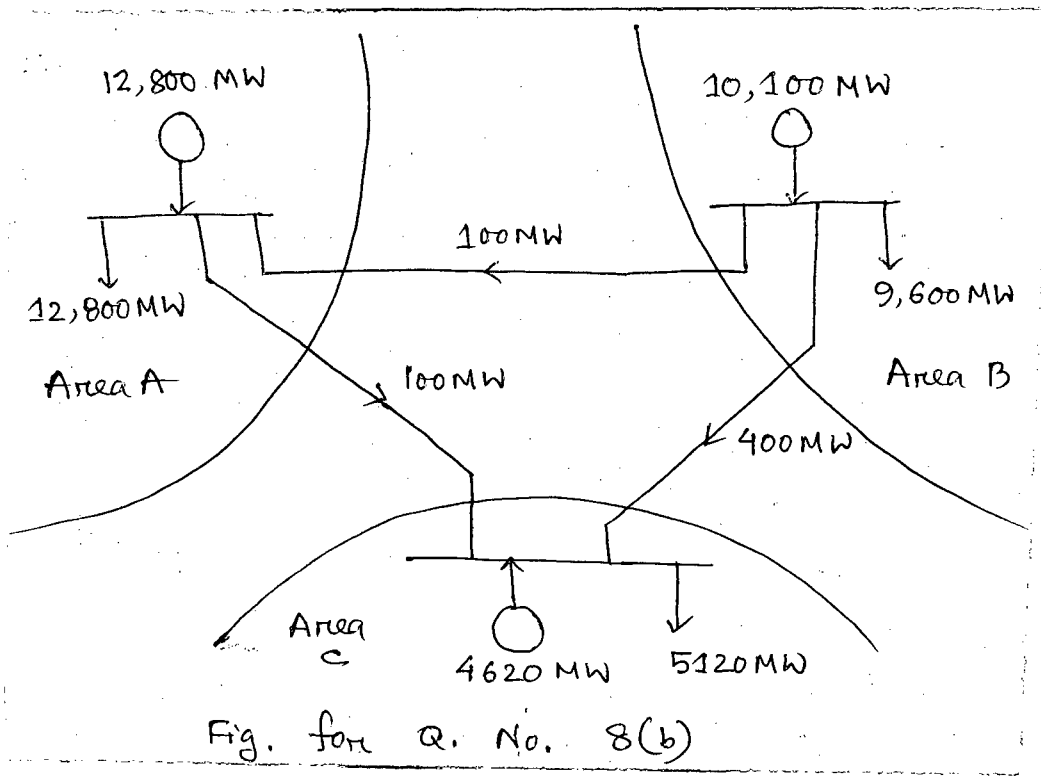 12,800 MW
10,100 MW
100MW
12,800MW
9,600MW
Area A
100MW
Area B
400MW
Area
C
4620 MW
5120MW
Fig. for Q. No. 8(b)